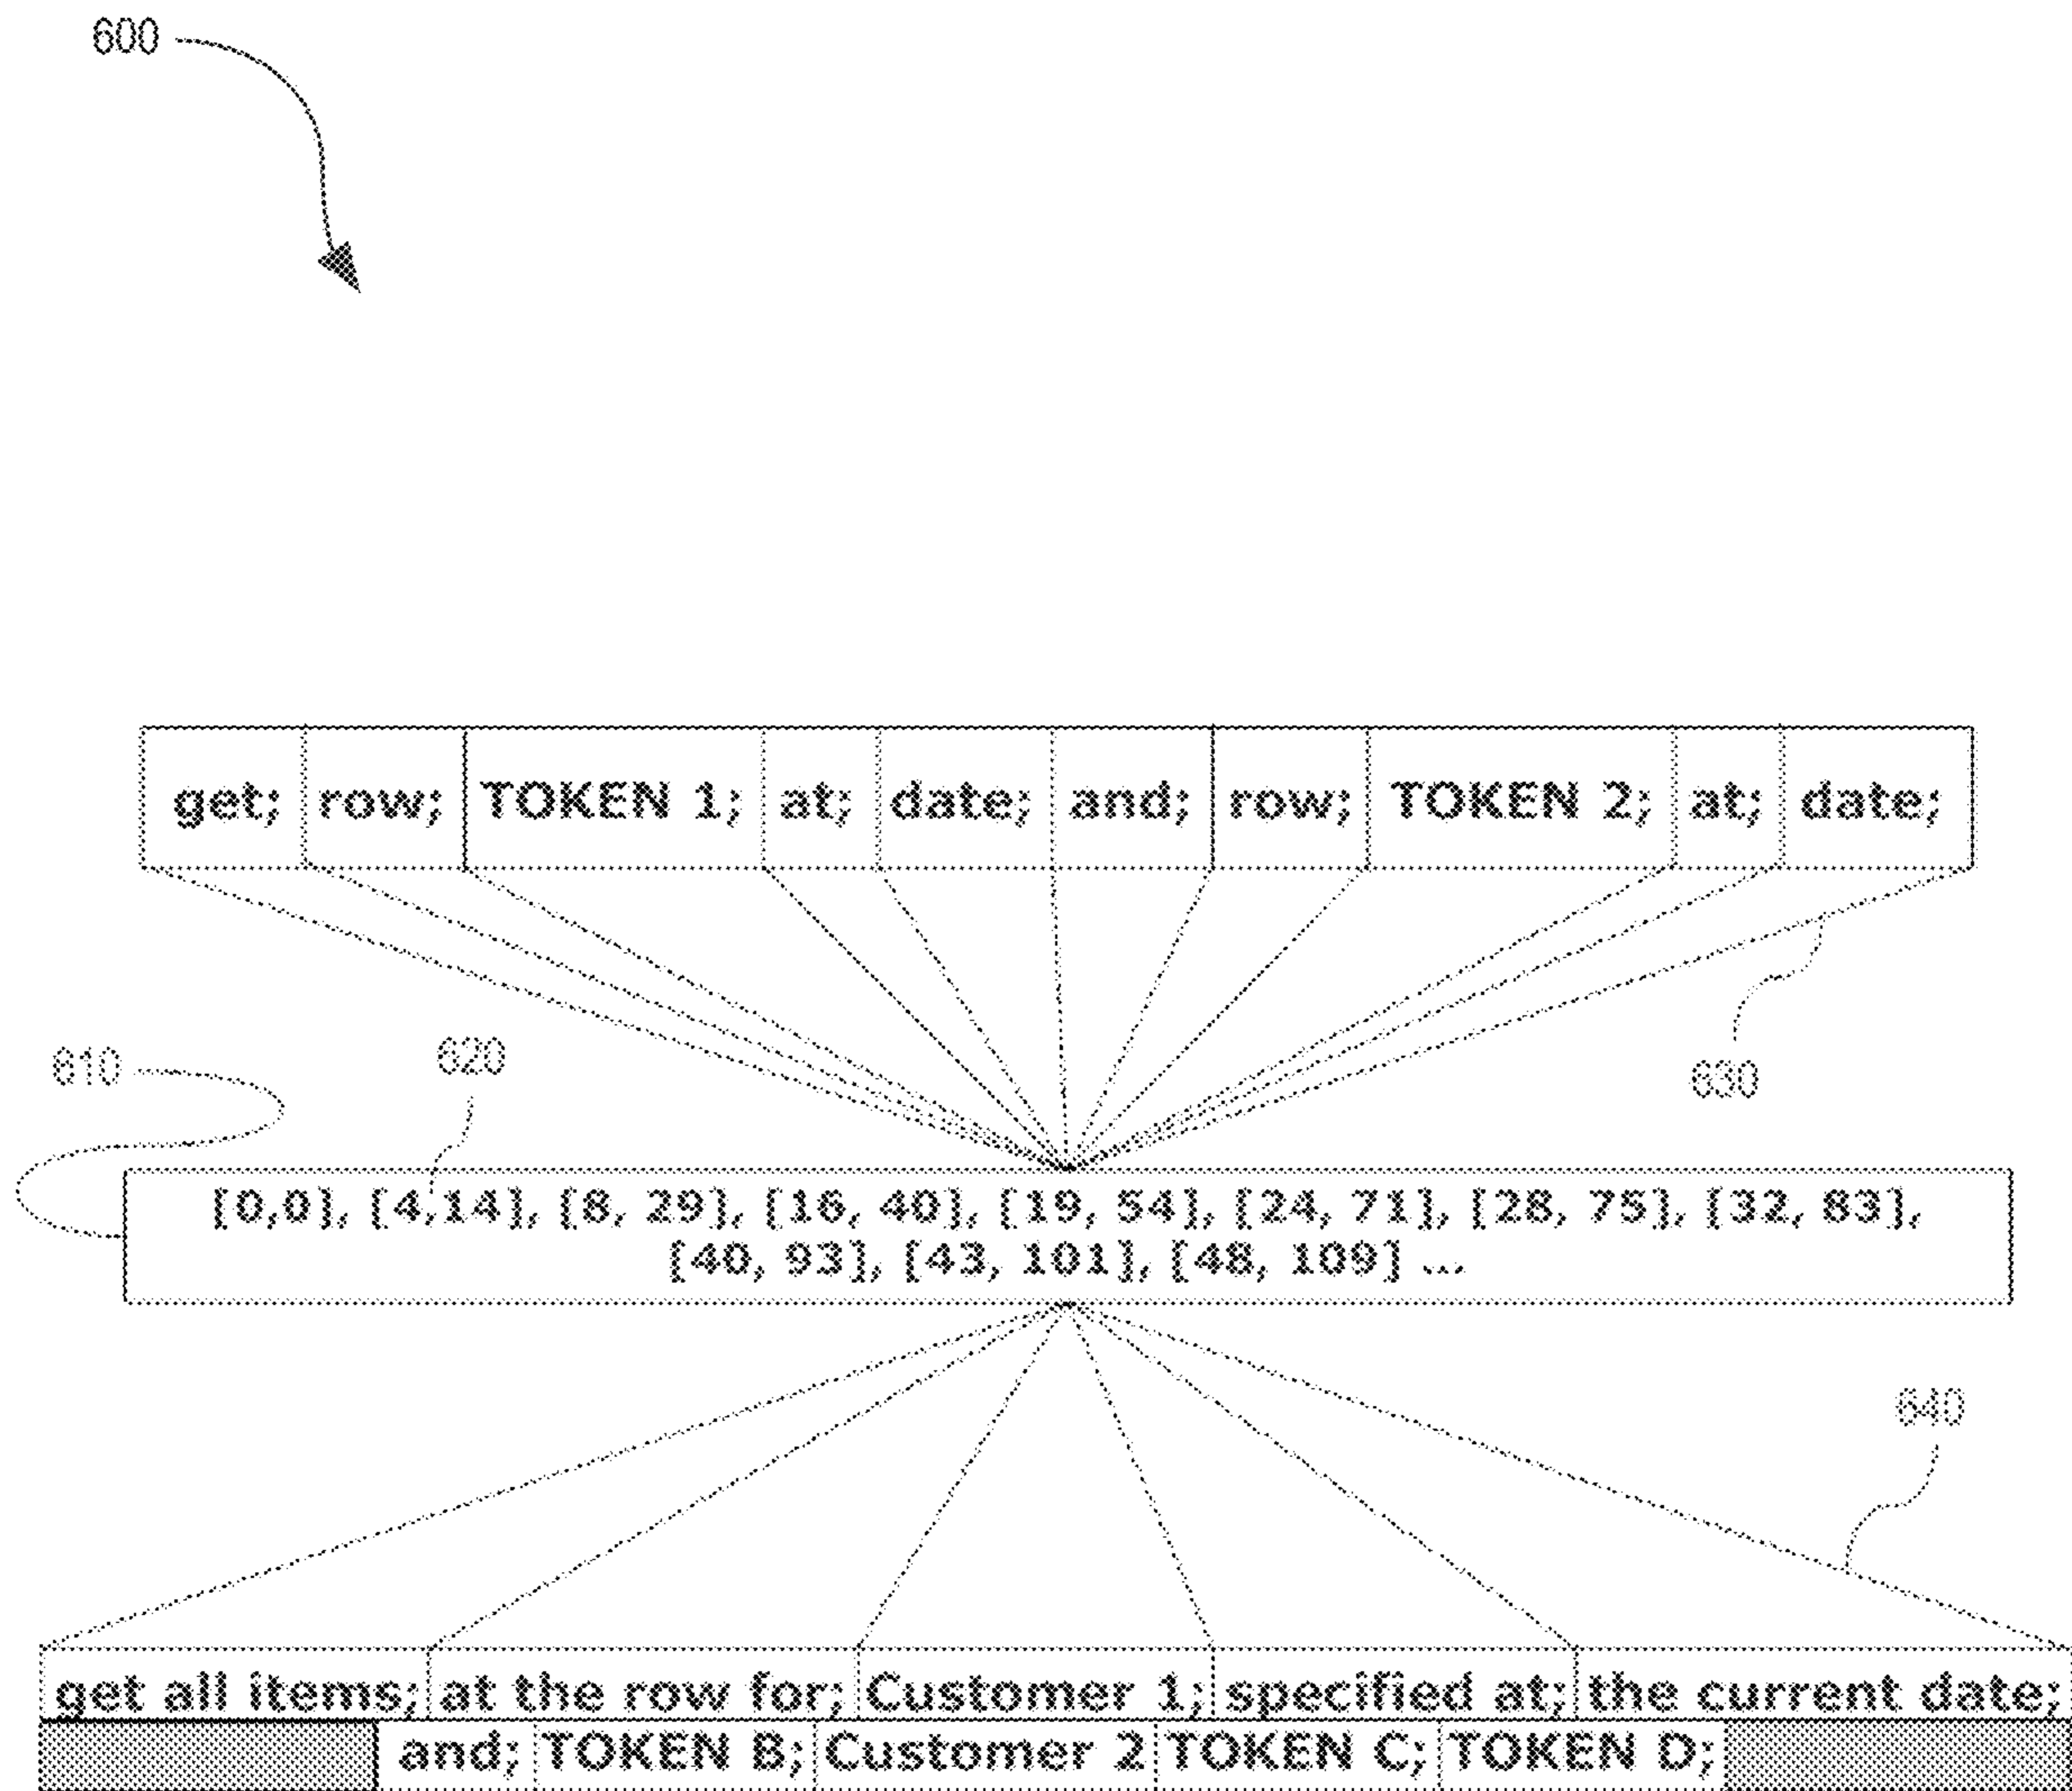 600
get; row; TOKEN 1; at; date; and; row; TOKEN 2; at; date;
610
620
630
[0,0], [4,14], [8, 29], [16, 40], [19, 54], [24, 71], [28, 75], [32, 83],
[40, 93], [43, 101], [48, 109] ...
640
get all items; at the row for; Customer 1; specified at; the current date;
and; TOKEN B; Customer 2 TOKEN C; TOKEN D;